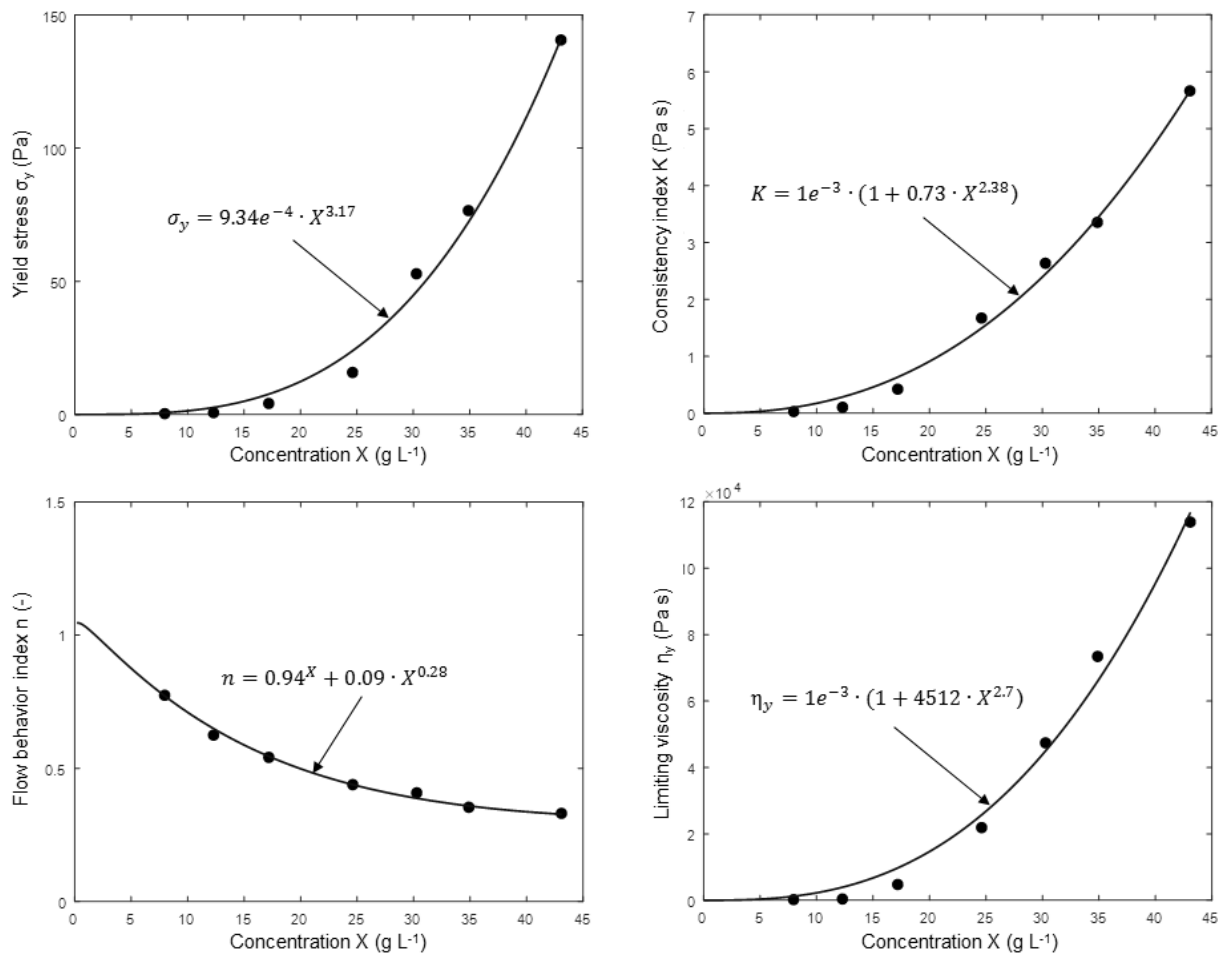 150
100
50
0
Yield stress σy (Pa)
σy = 9.34e⁻⁴ · X³·¹⁷
0 5 10 15 20 25 30 35 40 45
Concentration X (g L⁻¹)
7
6
5
4
3
2
1
0
Consistency index K (Pa s)
K = 1e⁻³ · (1 + 0.73 · X²·³⁸)
0 5 10 15 20 25 30 35 40 45
Concentration X (g L⁻¹)
1.5
1
0.5
0
Flow behavior index n (-)
n = 0.94ˣ + 0.09 · X⁰·²⁸
0 5 10 15 20 25 30 35 40 45
Concentration X (g L⁻¹)
×10⁴
12
10
8
6
4
2
0
Limiting viscosity ηy (Pa s)
ηy = 1e⁻³ · (1 + 4512 · X²·⁷)
0 5 10 15 20 25 30 35 40 45
Concentration X (g L⁻¹)